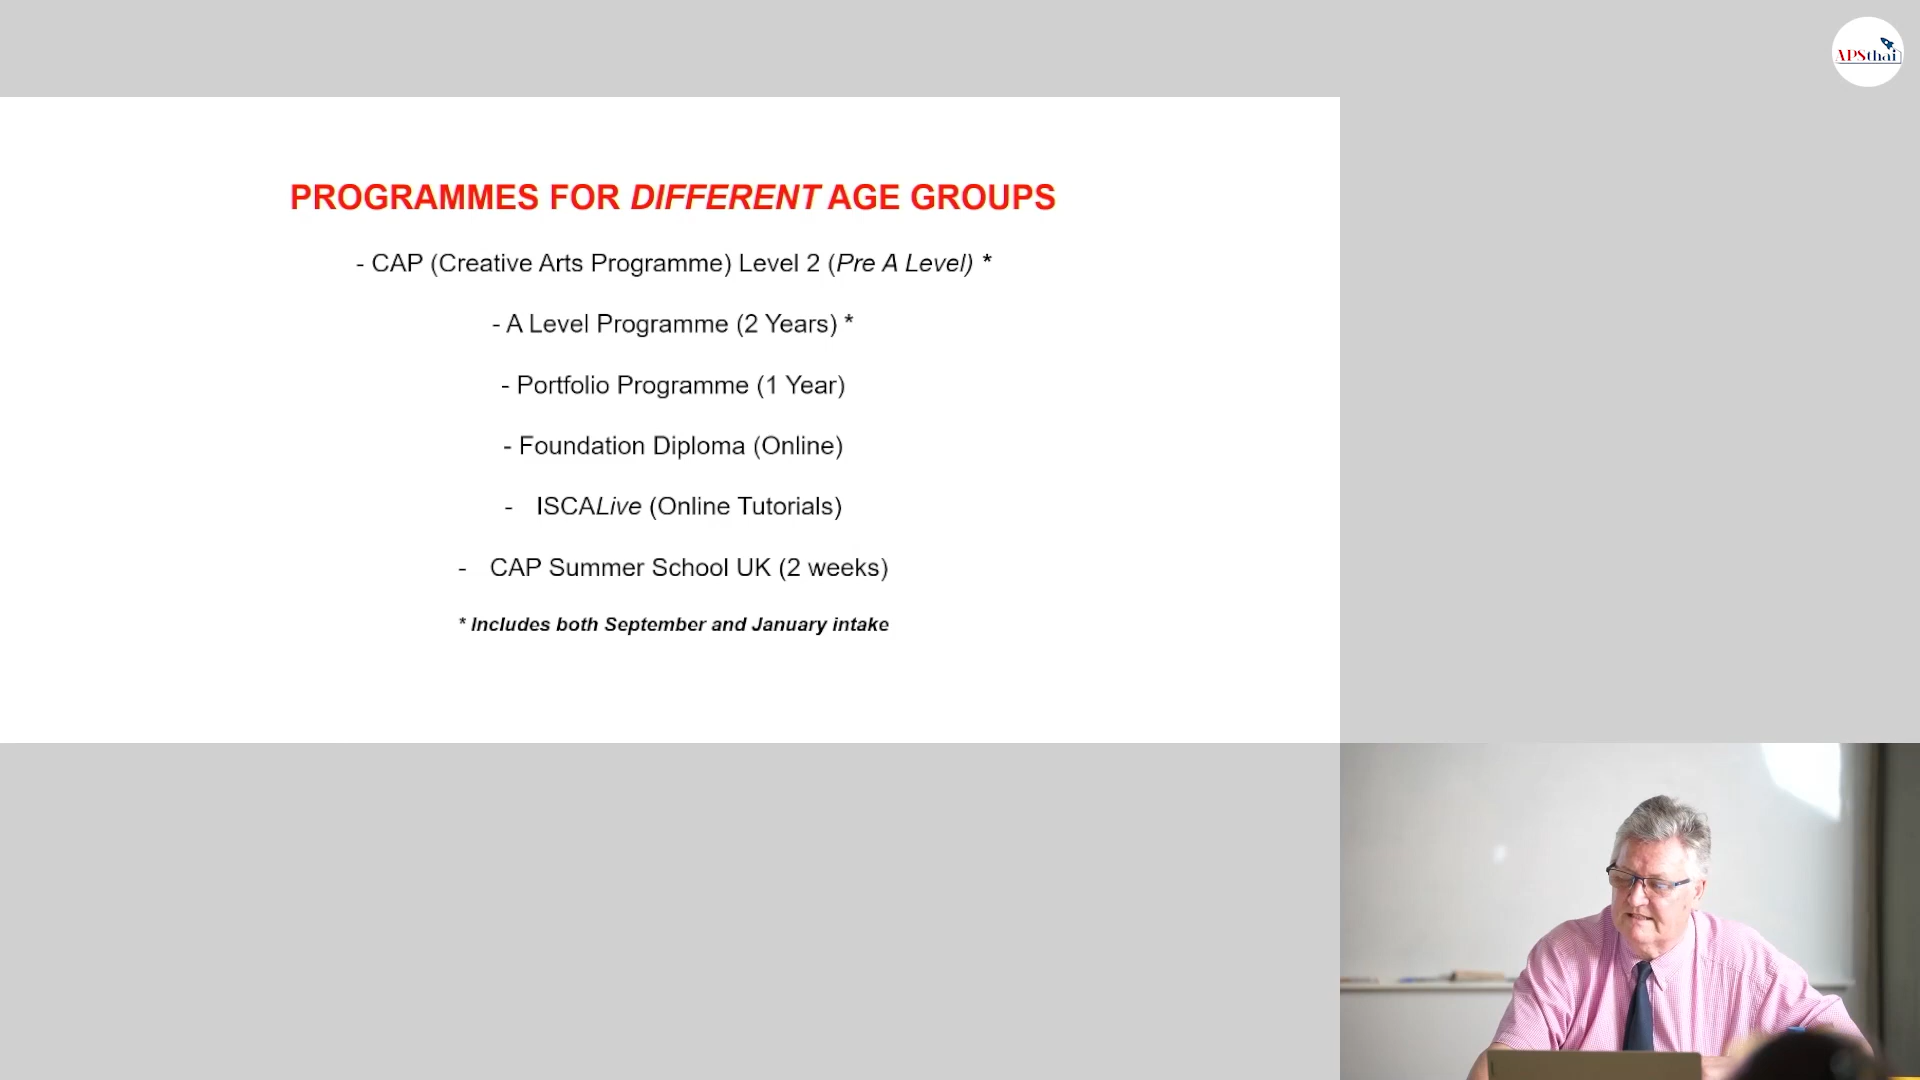 APSthai
PROGRAMMES FOR DIFFERENT AGE GROUPS
- CAP (Creative Arts Programme) Level 2 (Pre A Level) *
- A Level Programme (2 Years) *
- Portfolio Programme (1 Year)
- Foundation Diploma (Online)
- ISCALive (Online Tutorials)
- CAP Summer School UK (2 weeks)
* Includes both September and January intake